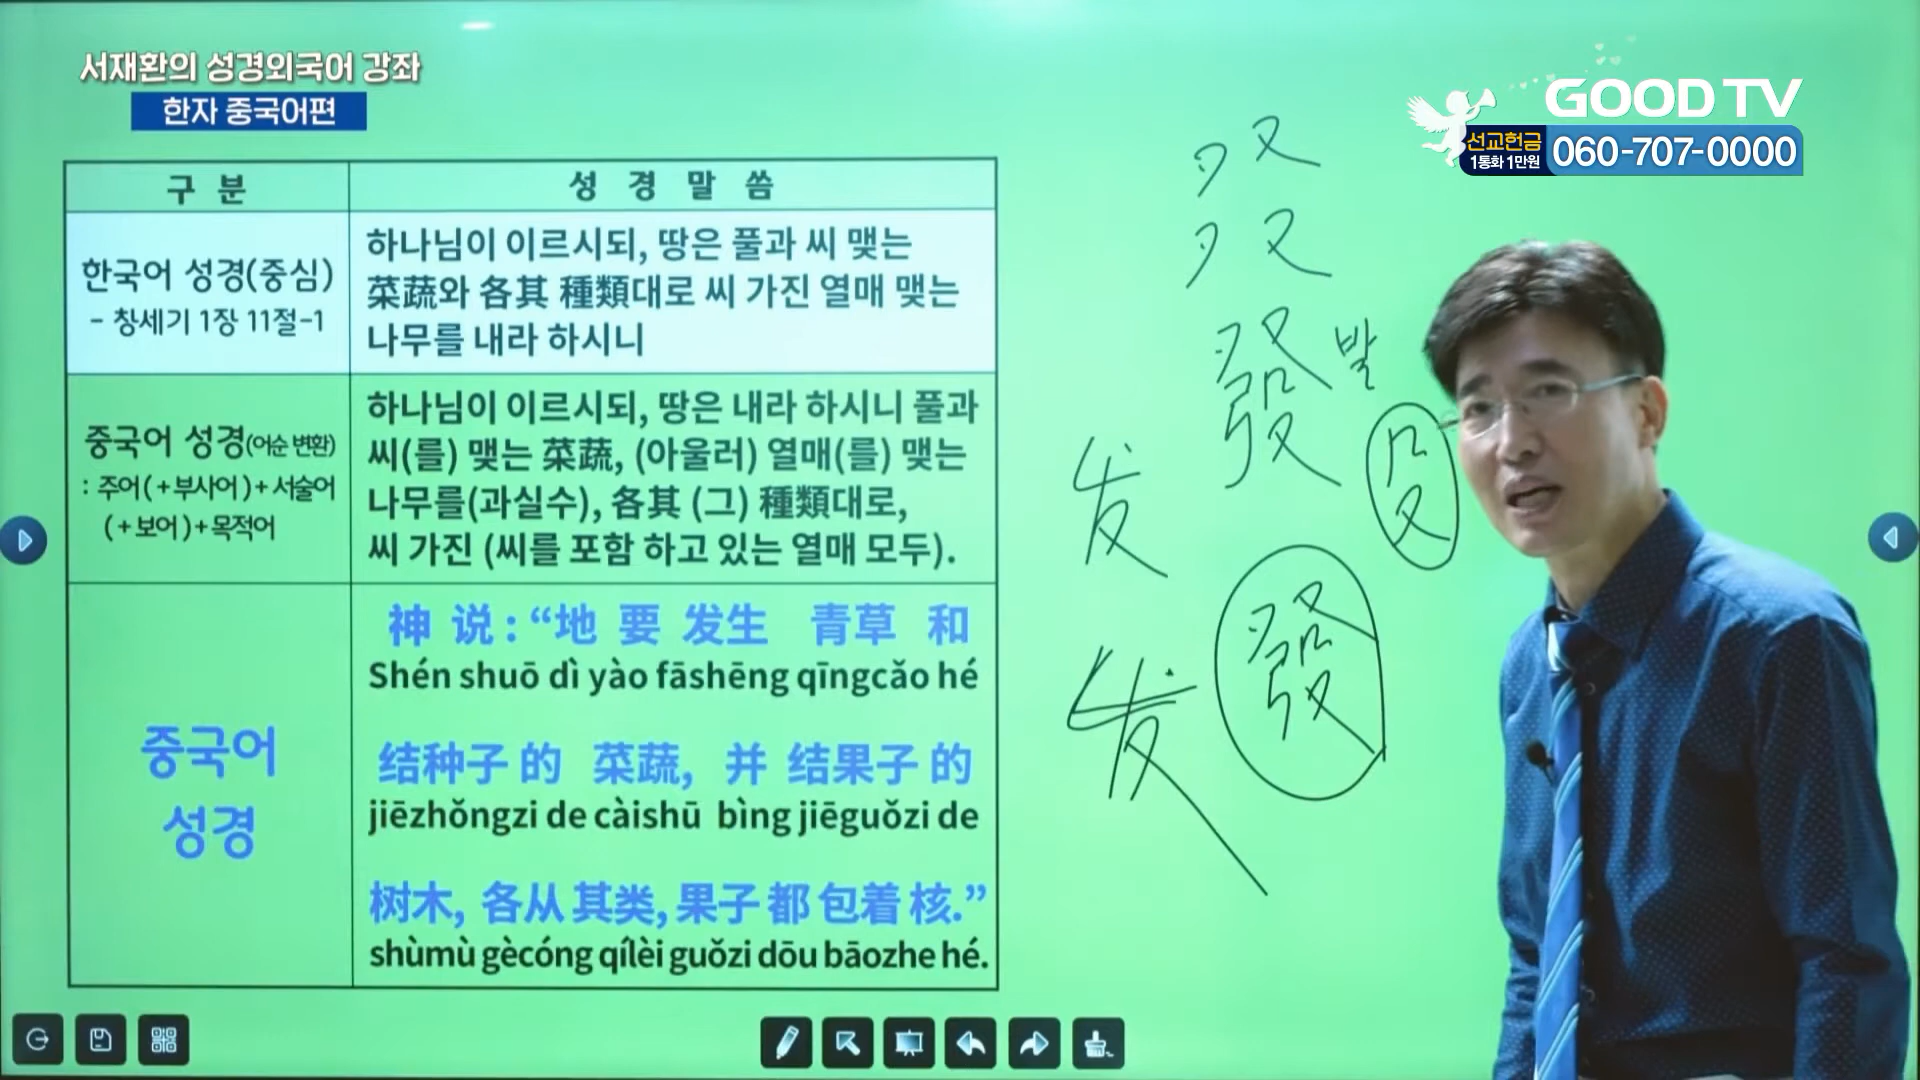 서재환의 성경외국어 강좌
한자 중국어편
GOODTV
선교헌금
1통화 1만원
060-707-0000
구 분
성 경 말 씀
한국어 성경(중심)
- 창세기 1장 11절-1
하나님이 이르시되, 땅은 풀과 씨 맺는
菜蔬와 各其 種類대로 씨 가진 열매 맺는
나무를 내라 하시니
중국어 성경(어순 변환)
: 주어(+부사어)+서술어
(+보어)+목적어
하나님이 이르시되, 땅은 내라 하시니 풀과
씨(를) 맺는 菜蔬, (아울러) 열매(를) 맺는
나무를(과실수), 各其 (그) 種類대로,
씨 가진 (씨를 포함 하고 있는 열매 모두).
중국어
성경
神 说 : “地 要 发生 青草 和
Shén shuō dì yào fāshēng qīngcǎo hé
结种子 的 菜蔬, 并 结果子 的
jiēzhǒngzi de càishū bìng jiēguǒzi de
树木, 各从其类, 果子 都 包着 核.”
shùmù gècóng qílèi guǒzi dōu bāozhe hé.
發 발
发
發
发